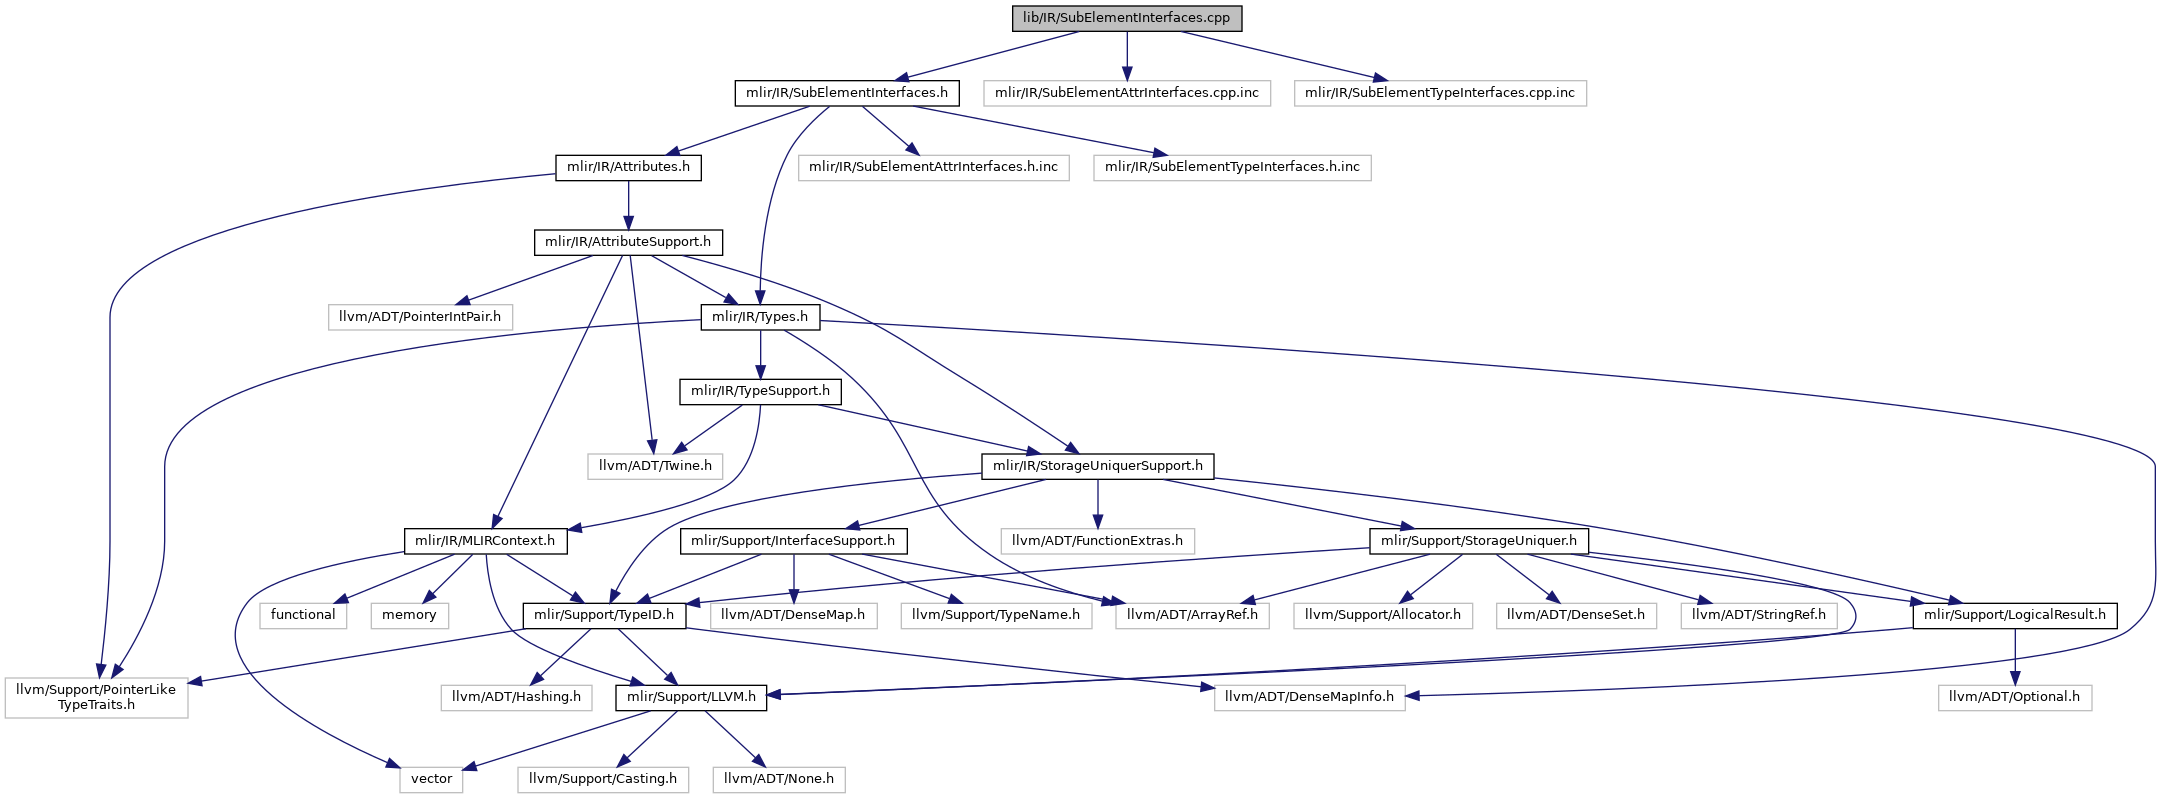 lib/IR/SubElementInterfaces.cpp
mlir/IR/SubElementInterfaces.h
mlir/IR/SubElementAttrInterfaces.cpp.inc
mlir/IR/SubElementTypeInterfaces.cpp.inc
mlir/IR/Attributes.h
mlir/IR/SubElementAttrInterfaces.h.inc
mlir/IR/SubElementTypeInterfaces.h.inc
mlir/IR/AttributeSupport.h
llvm/ADT/PointerIntPair.h
mlir/IR/Types.h
mlir/IR/TypeSupport.h
llvm/ADT/Twine.h
mlir/IR/StorageUniquerSupport.h
mlir/IR/MLIRContext.h
mlir/Support/InterfaceSupport.h
llvm/ADT/FunctionExtras.h
mlir/Support/StorageUniquer.h
functional
memory
mlir/Support/TypeID.h
llvm/ADT/DenseMap.h
llvm/Support/TypeName.h
llvm/ADT/ArrayRef.h
llvm/Support/Allocator.h
llvm/ADT/DenseSet.h
llvm/ADT/StringRef.h
mlir/Support/LogicalResult.h
llvm/Support/PointerLike
TypeTraits.h
llvm/ADT/Hashing.h
mlir/Support/LLVM.h
llvm/ADT/DenseMapInfo.h
llvm/ADT/Optional.h
vector
llvm/Support/Casting.h
llvm/ADT/None.h